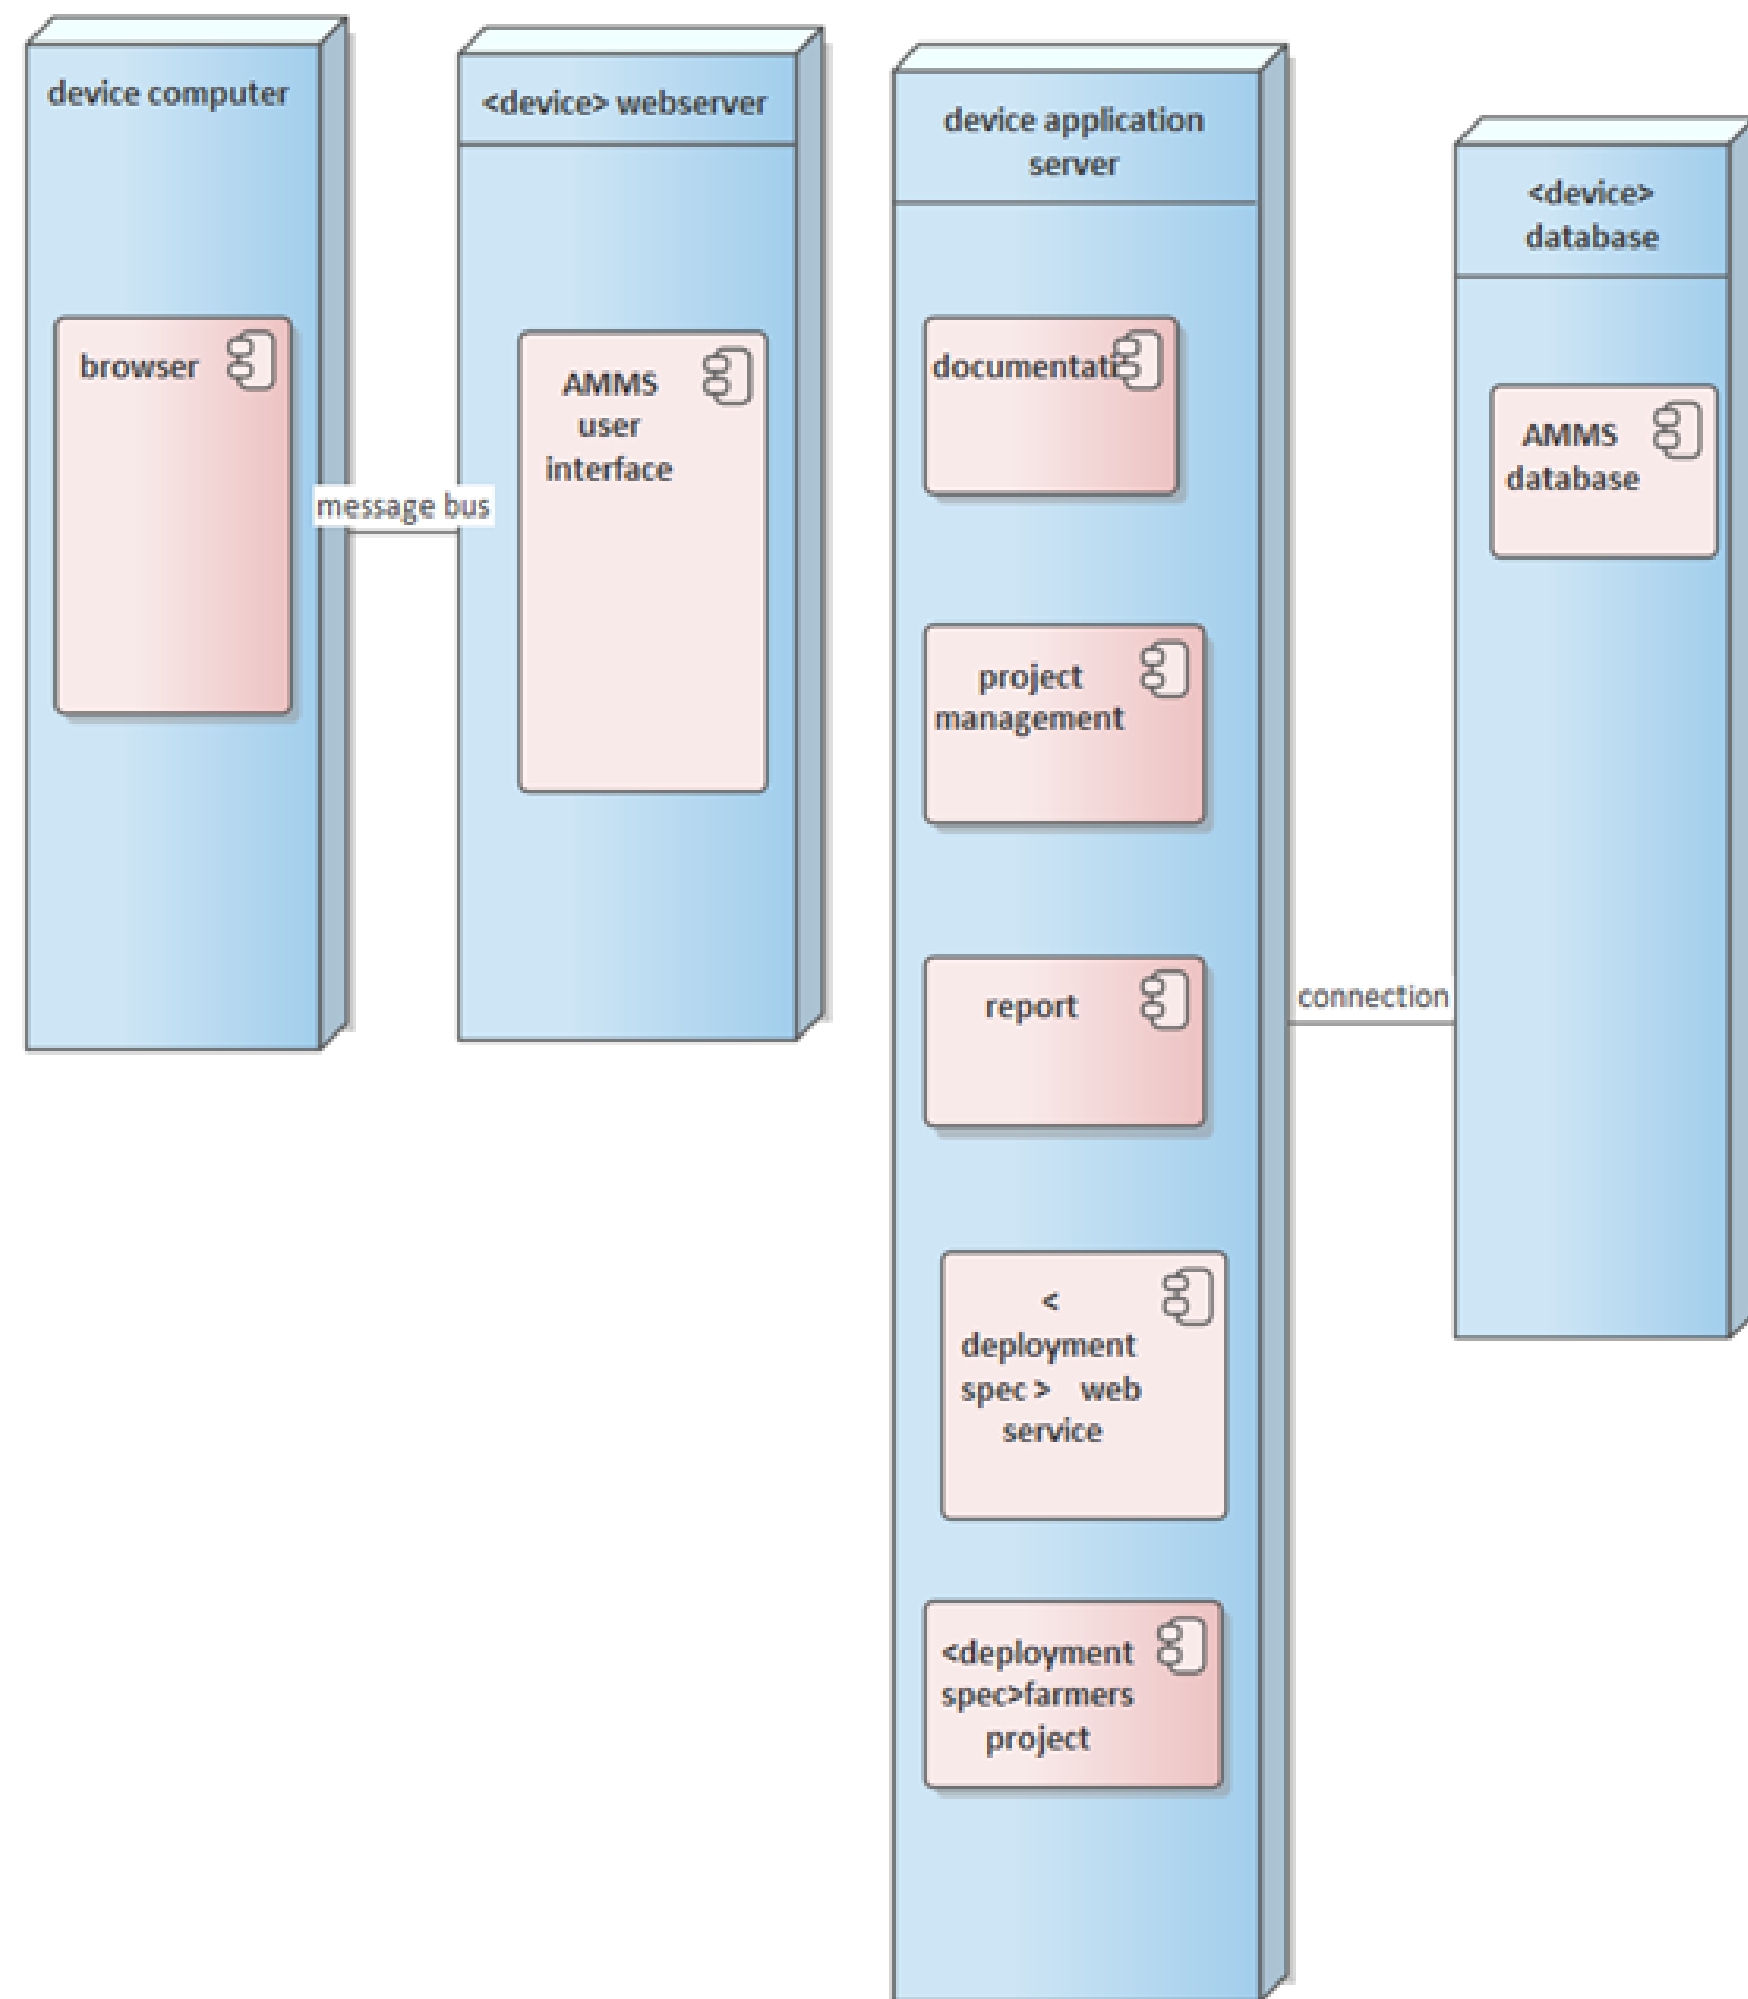 device computer
browser
message bus
<device> webserver
AMMS
user
interface
device application
server
documentati
project
management
report
<
deployment
spec > web
service
<deployment
spec>farmers
project
connection
<device>
database
AMMS
database